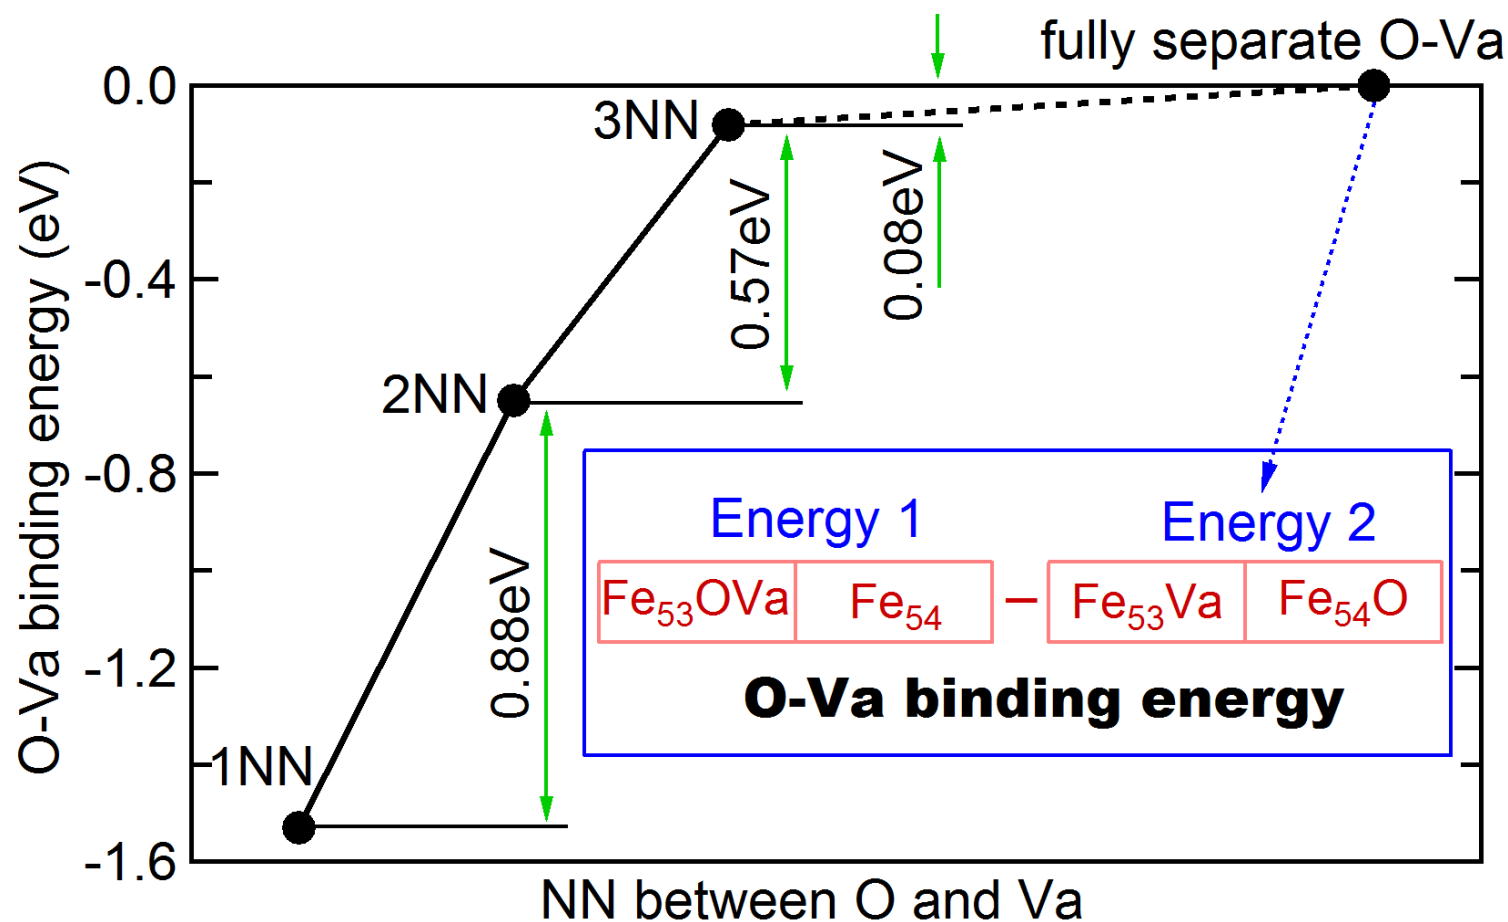 fully separate O-Va
0.0
-0.4
-0.8
-1.2
-1.6
O-Va binding energy (eV)
3NN
2NN
1NN
0.57eV
0.08eV
0.88eV
Energy 1
Energy 2
Fe₅₃OVa Fe₅₄ – Fe₅₃Va Fe₅₄O
O-Va binding energy
NN between O and Va